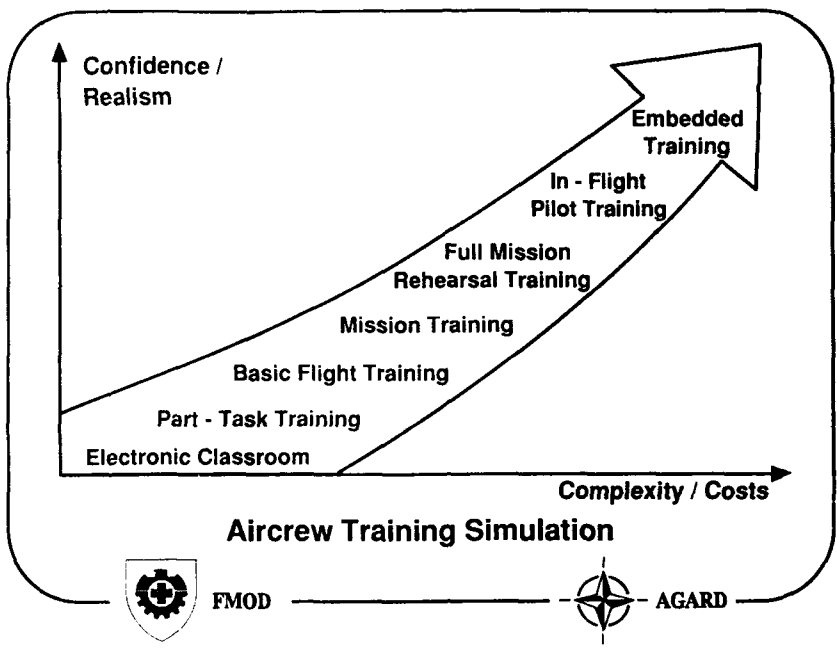 Confidence /
Realism
Embedded
Training
In - Flight
Pilot Training
Full Mission
Rehearsal Training
Mission Training
Basic Flight Training
Part - Task Training
Electronic Classroom
Complexity / Costs
Aircrew Training Simulation
FMOD
AGARD